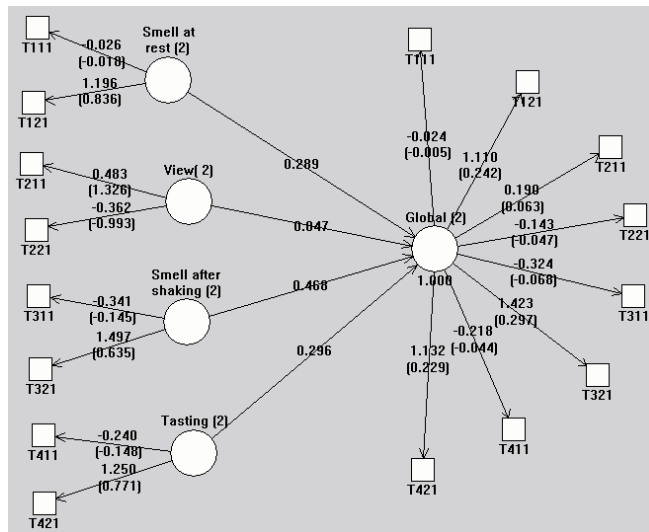 Smell at
rest (2)
T111
-0.026
(-0.018)
1.196
(0.836)
T121
0.289
T211
0.483
(1.326)
-0.362
(-0.993)
T221
View( 2)
0.047
Smell after
shaking (2)
T311
-0.341
(-0.145)
1.497
(0.635)
T321
0.468
Tasting (2)
T411
-0.240
(-0.148)
1.250
(0.771)
T421
0.296
Global (2)
1.000
T111
-0.024
(-0.005)
T121
1.110
(0.242)
T211
0.190
(0.063)
T221
-0.143
(-0.047)
T311
-0.324
(-0.066)
T321
1.423
(0.297)
T411
-0.218
(-0.044)
T421
1.132
(0.229)